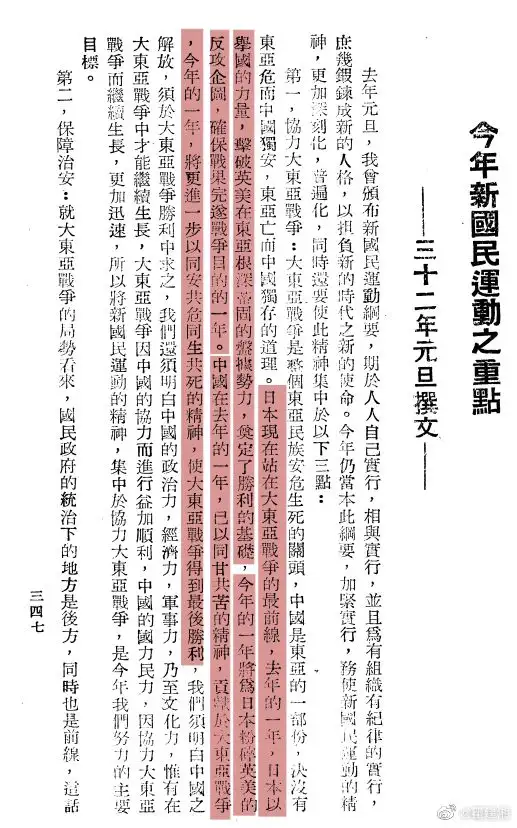 今年新國民運動之重點
——三十二年元旦撰文——
去年元旦,我曾頒布新國民運動綱要,期於人人自己實行,相與實行,並且爲有組織有紀律的實行,
庶幾鍛鍊成新的人格,以担負新的時代之新的使命。今年仍當本此綱要,加緊實行,務使新國民運動的精
神,更加深刻化,普遍化,同時還要使此精神集中於以下三點:
第一,協力大東亞戰爭:大東亞戰爭是整個東亞民族安危生死的關頭,中國是東亞的一部份,決沒有
東亞危而中國獨安,東亞亡而中國獨存的道理。日本現在站在大東亞戰爭的最前線,去年的一年,日本以
舉國的力量,擊破英美在東亞根深蒂固的盤據勢力,奠定了勝利的基礎,今年的一年將爲日本粉碎英美的
反攻企圖,確保戰果完遂戰爭目的的一年。中國在去年的一年,已以同甘共苦的精神,貢献於大東亞戰爭
,今年的一年,將更進一步以同安共危同生共死的精神,使大東亞戰爭得到最後勝利,我們須明白中國之
解放,須於大東亞戰爭勝利中求之,我們還須明白中國的政治力,經濟力,軍事力,乃至文化力,惟有在
大東亞戰爭中才能繼續生長,大東亞戰爭因中國的協力而進行益加順利,中國的國力民力,因協力大東亞
戰爭而繼續生長,更加迅速,所以將新國民運動的精神,集中於協力大東亞戰爭,是今年我們努力的主要
目標。
第二,保障治安:就大東亞戰爭的局勢看來,國民政府的統治下的地方是後方,同時也是前線,這話
三四七